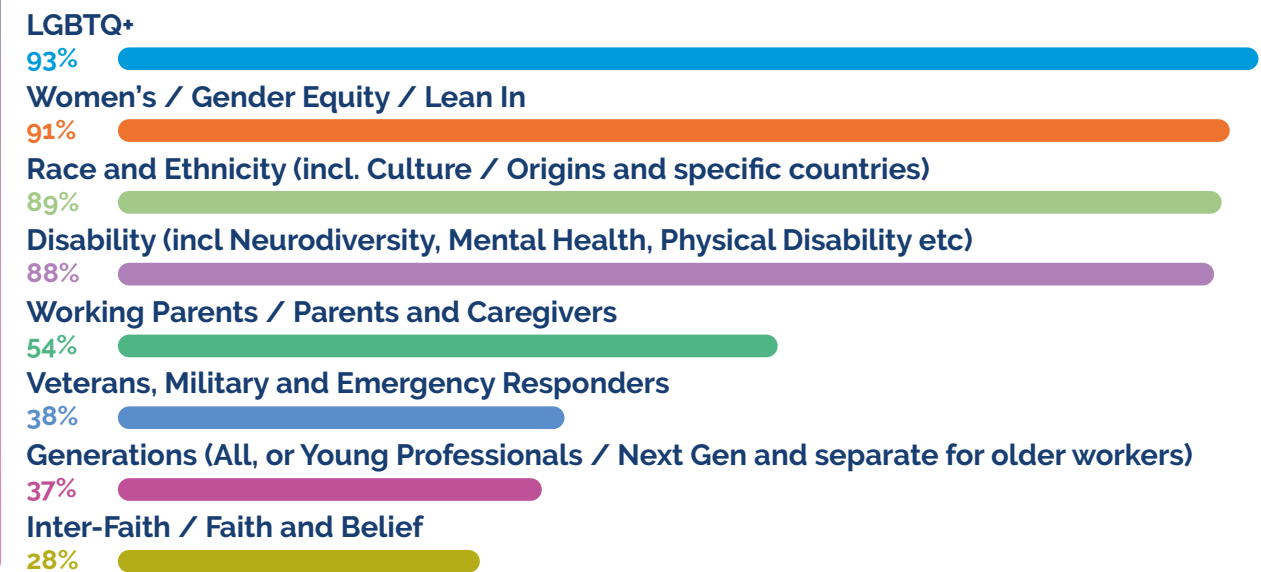 LGBTQ+
93%
Women's / Gender Equity / Lean In
91%
Race and Ethnicity (incl. Culture / Origins and specific countries)
89%
Disability (incl Neurodiversity, Mental Health, Physical Disability etc)
88%
Working Parents / Parents and Caregivers
54%
Veterans, Military and Emergency Responders
38%
Generations (All, or Young Professionals / Next Gen and separate for older workers)
37%
Inter-Faith / Faith and Belief
28%